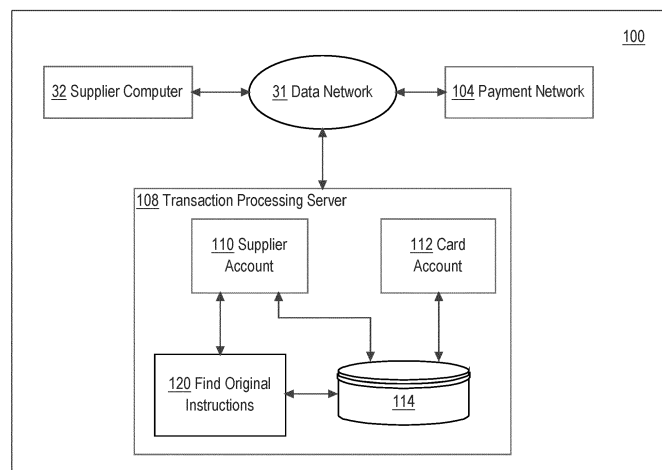 100
32 Supplier Computer
31 Data Network
104 Payment Network
108 Transaction Processing Server
110 Supplier
Account
112 Card
Account
120 Find Original
Instructions
114